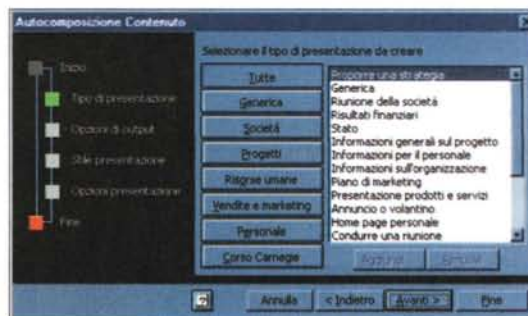 Autocomposizione Contenuto
Selezionare il tipo di presentazione da creare
Inizio
Tipo di presentazione
Opzioni di output
Stile presentazione
Opzioni presentazione
Fine
Tutte
Generica
Società
Progetti
Risorse umane
Vendite e marketing
Personale
Corso Carnegie
Proporre una strategia
Generica
Riunione della società
Risultati finanziari
Stato
Informazioni generali sul progetto
Informazioni per il personale
Informazioni sull'organizzazione
Piano di marketing
Presentazione prodotti e servizi
Annuncio o volantino
Home page personale
Condurre una riunione
Aggiungi
?
Annulla
< Indietro
Avanti >
Fine